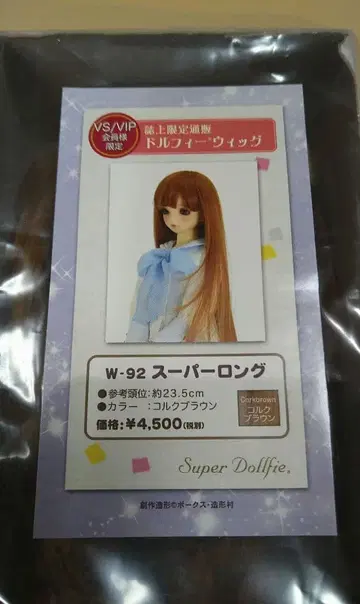 VS/VIP
会員様
限定
誌上限定通販
ドルフィー®ウィッグ
W-92 スーパーロング
●参考頭位:約23.5cm
●カラー :コルクブラウン
価格:¥4,500(税別)
Corkbrown
コルク
ブラウン
Super Dollfie®
創作造形©ボークス・造形村